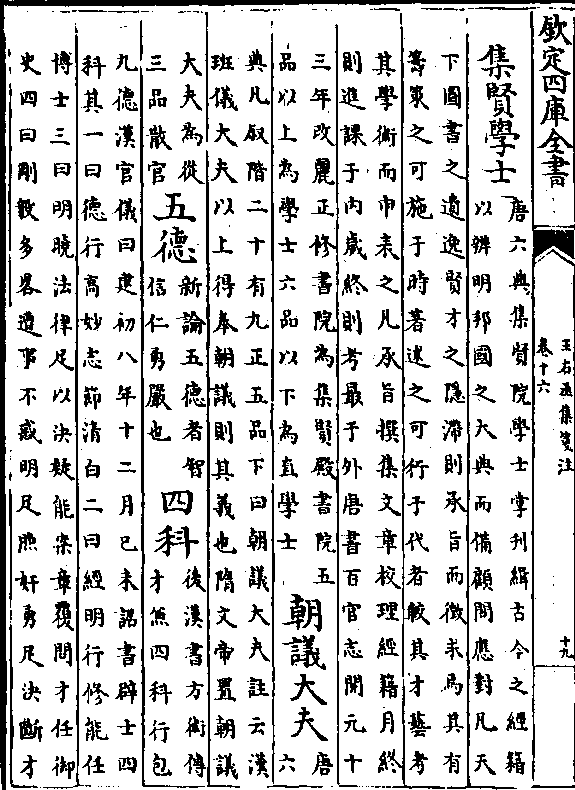 欽定四庫全書
王右丞集箋注
卷十六
十九
集賢學士
唐六典集賢院學士掌刊緝古今之經籍
以辨明邦國之大典而備顧問應對凡天
下圖書之遺逸賢才之隱滯則承旨而徵求焉其有
籌策之可施于時著述之可行于代者較其才藝考
其學術而申表之凡承旨撰集文章校理經籍月終
則進課于内歲終則考最于外唐書百官志開元十
三年改麗正修書院為集賢殿書院五
品以上為學士六品以下為直學士
朝議大夫
唐六
典凡叙階二十有九正五品下曰朝議大夫註云漢
班儀大夫以上得奉朝議則其義也隋文帝置朝議
大夫為從
三品散官
五德
新論五德者智
信仁勇嚴也
四科
後漢書方術傳
才兼四科行包
九德漢官儀曰建初八年十二月己未詔書辟士四
科其一曰德行高妙志節清白二曰經明行修能任
博士三曰明曉法律足以決疑能案章覆問才任御
史四曰剛毅多畧遭事不惑明足照奸勇足決斷才